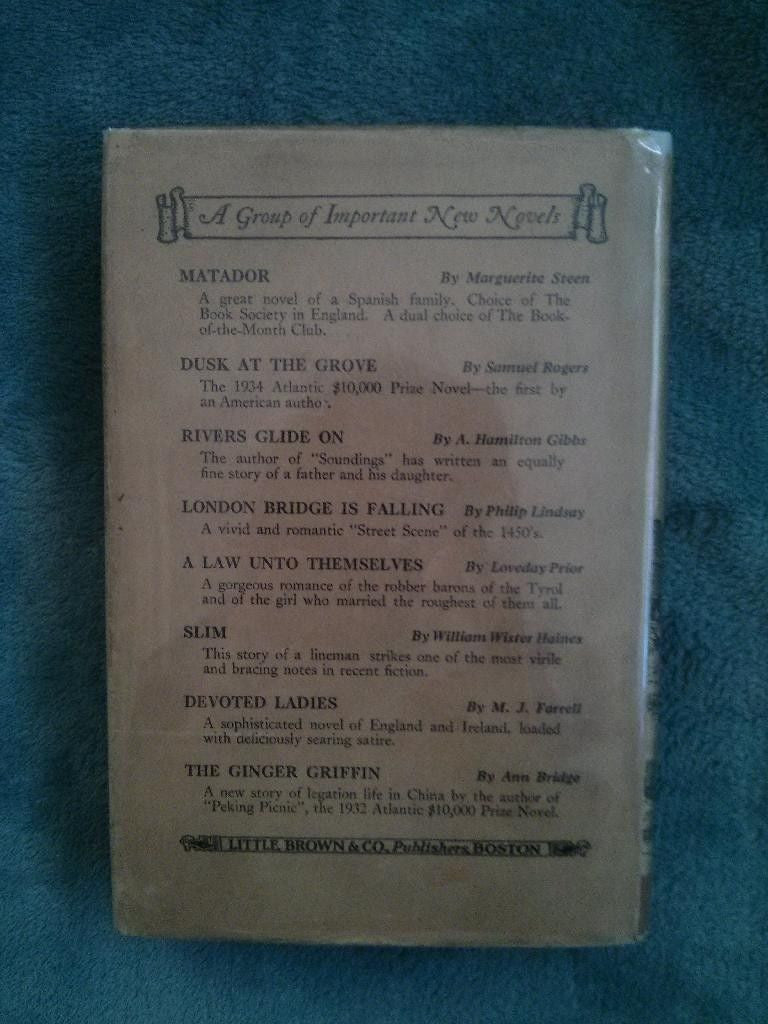 A Group of Important New Novels
MATADOR By Marguerite Steen
A great novel of a Spanish family. Choice of The
Book Society in England. A dual choice of The Book-
of-the-Month Club.
DUSK AT THE GROVE By Samuel Rogers
The 1934 Atlantic $10,000 Prize Novel—the first by
an American author.
RIVERS GLIDE ON By A. Hamilton Gibbs
The author of "Soundings" has written an equally
fine story of a father and his daughter.
LONDON BRIDGE IS FALLING By Philip Lindsay
A vivid and romantic "Street Scene" of the 1450's.
A LAW UNTO THEMSELVES By Loveday Prior
A gorgeous romance of the robber barons of the Tyrol
and of the girl who married the roughest of them all.
SLIM By William Wister Haines
This story of a lineman strikes one of the most virile
and bracing notes in recent fiction.
DEVOTED LADIES By M. J. Farrell
A sophisticated novel of England and Ireland, loaded
with deliciously searing satire.
THE GINGER GRIFFIN By Ann Bridge
A new story of legation life in China by the author of
"Peking Picnic", the 1932 Atlantic $10,000 Prize Novel.
LITTLE, BROWN & CO., Publishers, BOSTON